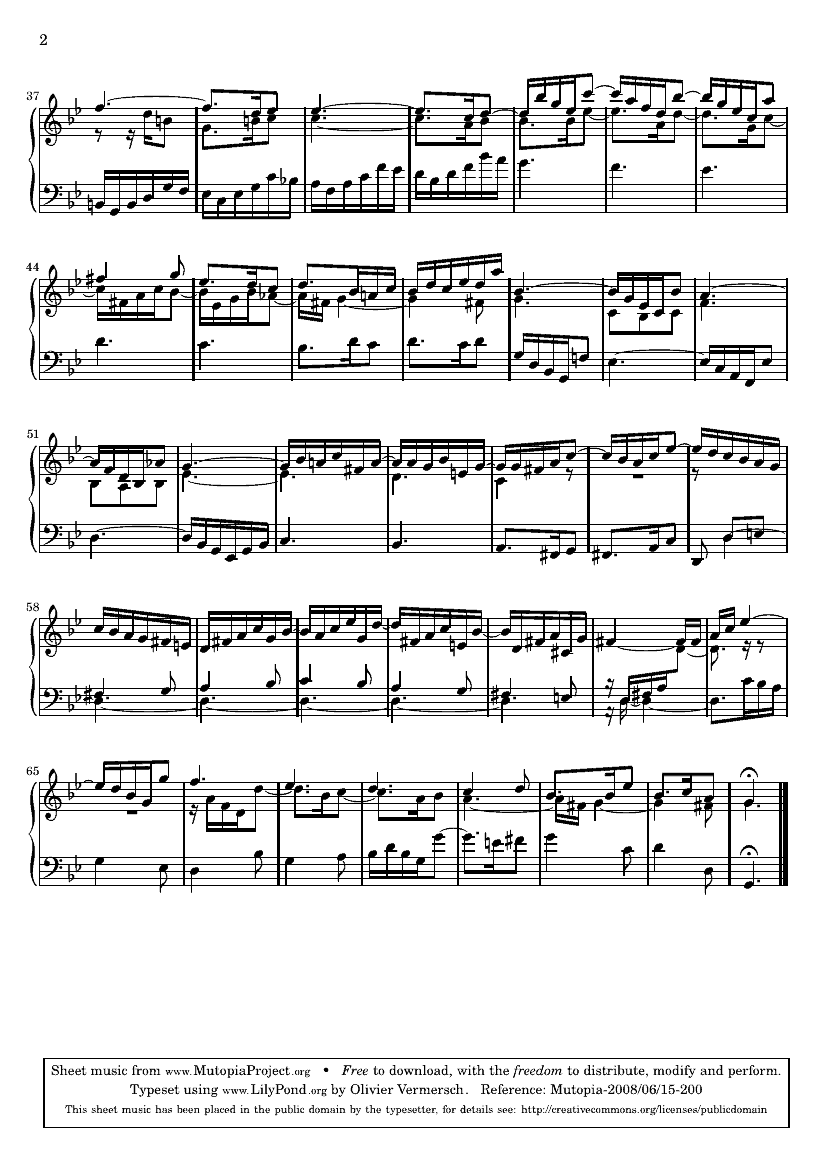 2
37
44
51
58
65
Sheet music from www.MutopiaProject.org • Free to download, with the freedom to distribute, modify and perform.
Typeset using www.LilyPond.org by Olivier Vermersch. Reference: Mutopia-2008/06/15-200
This sheet music has been placed in the public domain by the typesetter, for details see: http://creativecommons.org/licenses/publicdomain